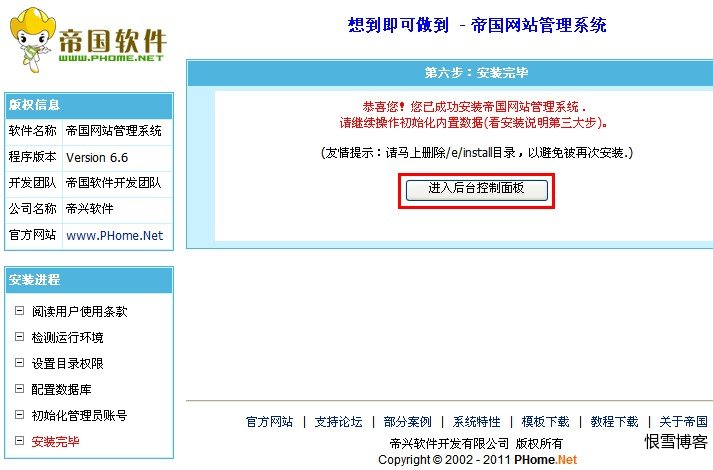 帝国软件
WWW.PHOME.NET
想到即可做到 - 帝国网站管理系统
版权信息
软件名称 帝国网站管理系统
程序版本 Version 6.6
开发团队 帝国软件开发团队
公司名称 帝兴软件
官方网站 www.PHome.Net
安装进程
阅读用户使用条款
检测运行环境
设置目录权限
配置数据库
初始化管理员账号
安装完毕
第六步：安装完毕
恭喜您！您已成功安装帝国网站管理系统．
请继续操作初始化内置数据(看安装说明第三大步)。
(友情提示：请马上删除/e/install目录，以避免被再次安装.)
进入后台控制面板
官方网站 | 支持论坛 | 部分案例 | 系统特性 | 模板下载 | 教程下载 | 关于帝国
帝兴软件开发有限公司 版权所有
恨雪博客
Copyright © 2002 - 2011 PHome.Net